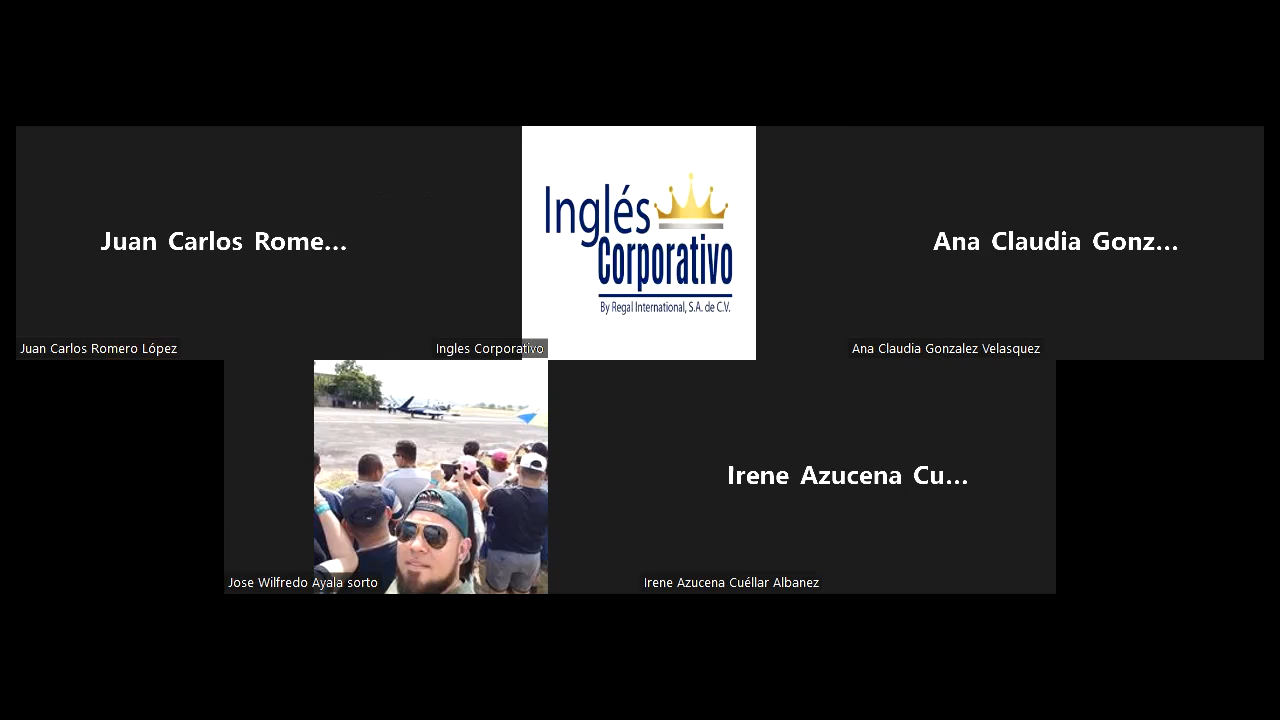 Juan Carlos Rome...
Juan Carlos Romero López
Inglés
Corporativo
By Regal International, S.A. de C.V.
Ingles Corporativo
Ana Claudia Gonz...
Ana Claudia Gonzalez Velasquez
Jose Wilfredo Ayala sorto
Irene Azucena Cu...
Irene Azucena Cuéllar Albanez